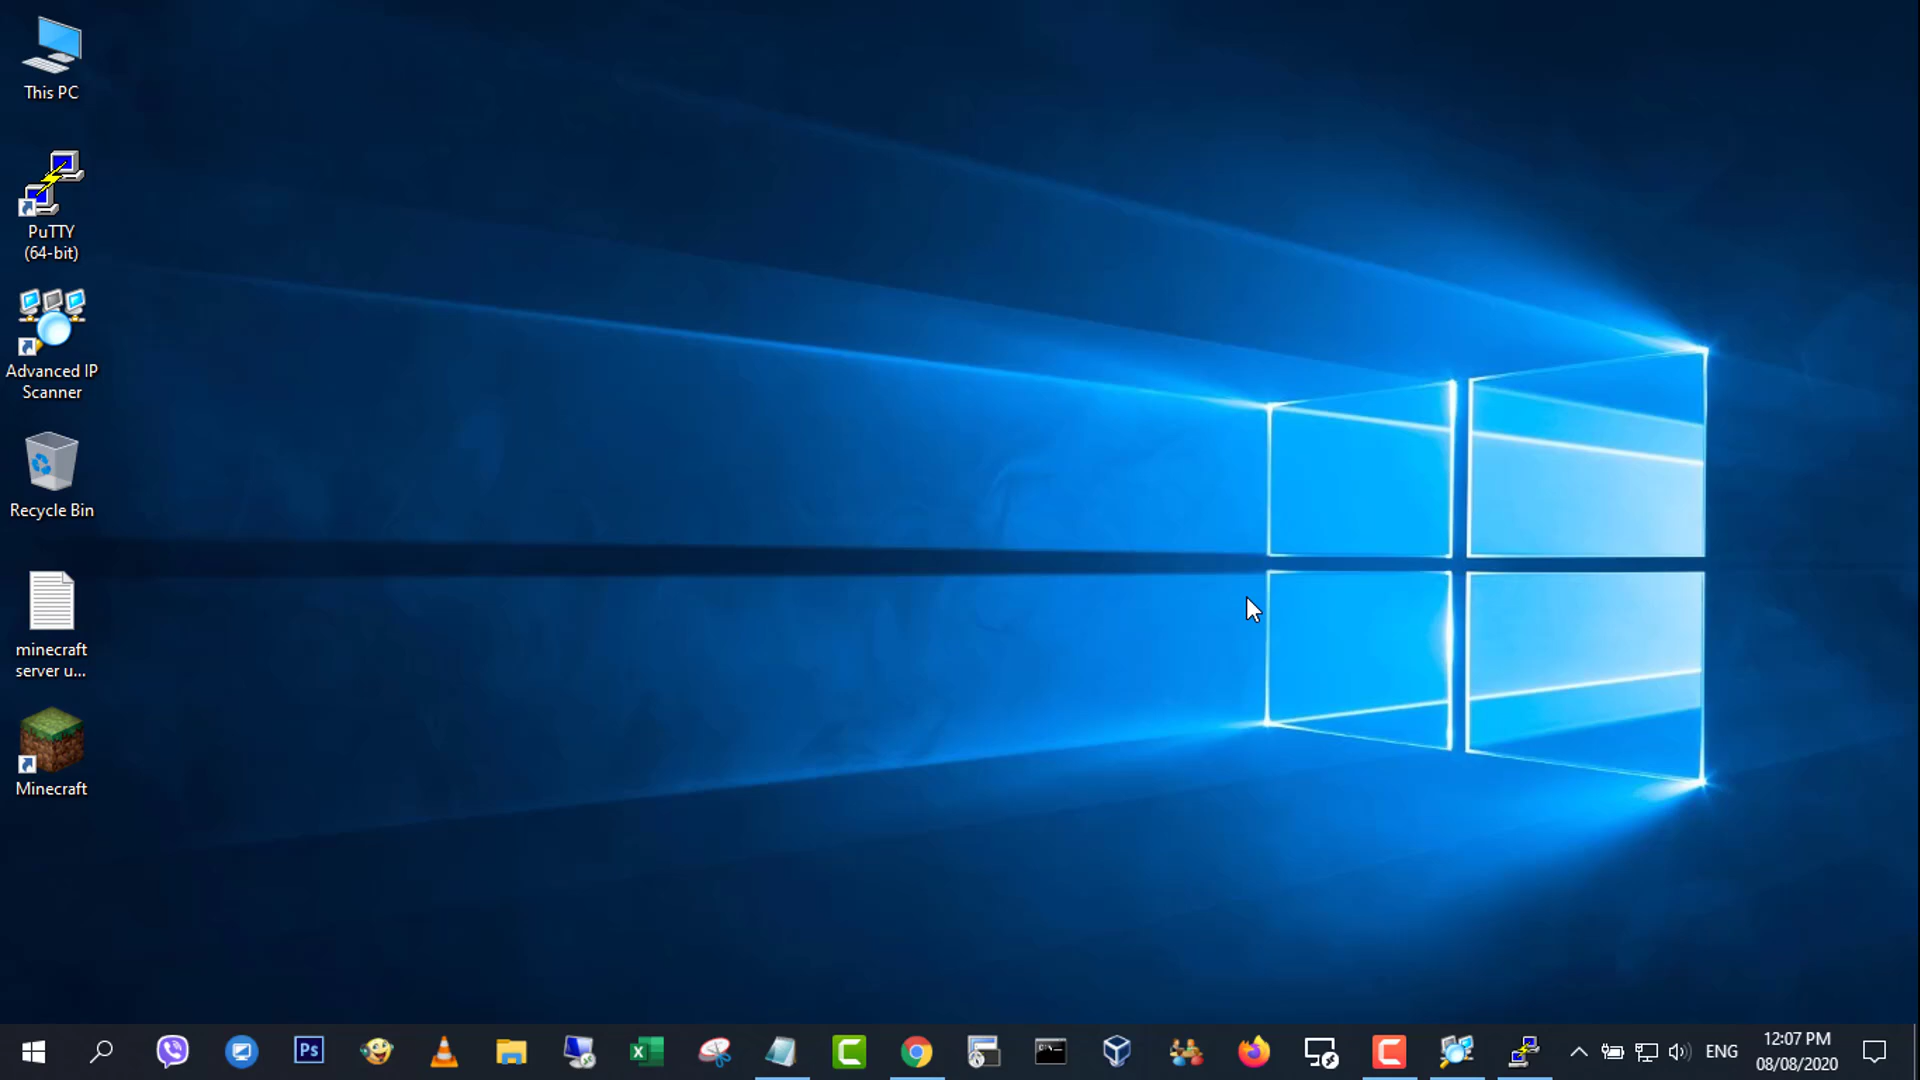 This PC
PuTTY
(64-bit)
Advanced IP
Scanner
Recycle Bin
minecraft
server u...
Minecraft
Ps
ENG
12:07 PM
08/08/2020